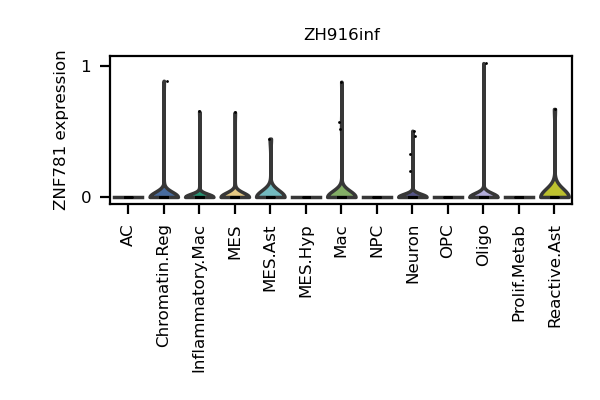 ZH916inf
ZNF781 expression
1
0
AC
Chromatin.Reg
Inflammatory.Mac
MES
MES.Ast
MES.Hyp
Mac
NPC
Neuron
OPC
Oligo
Prolif.Metab
Reactive.Ast